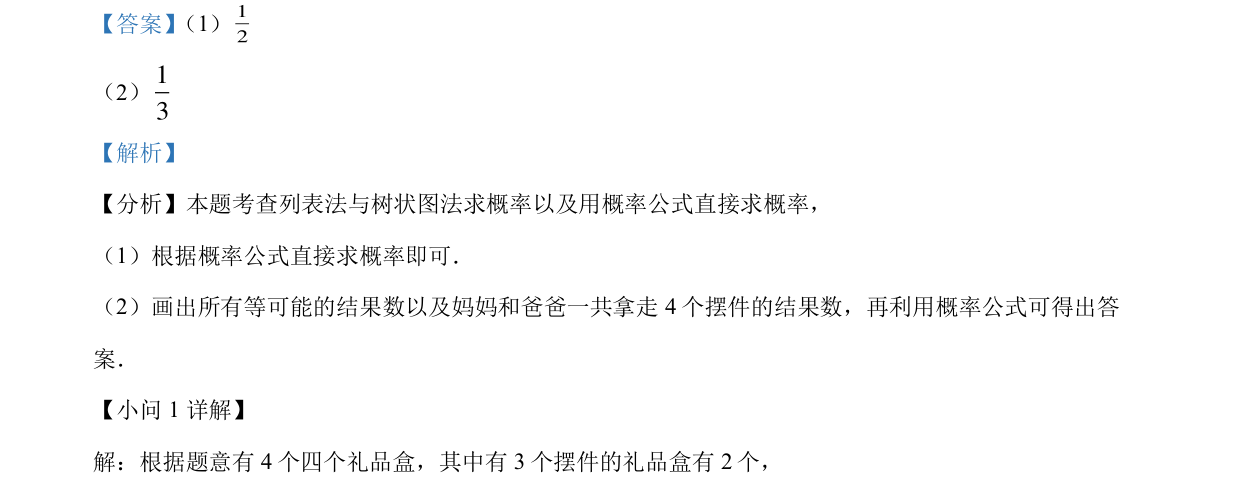 【答案】（1）1/2
（2）1/3
【解析】
【分析】本题考查列表法与树状图法求概率以及用概率公式直接求概率，
（1）根据概率公式直接求概率即可．
（2）画出所有等可能的结果数以及妈妈和爸爸一共拿走 4 个摆件的结果数，再利用概率公式可得出答
案．
【小问 1 详解】
解：根据题意有 4 个四个礼品盒，其中有 3 个摆件的礼品盒有 2 个，